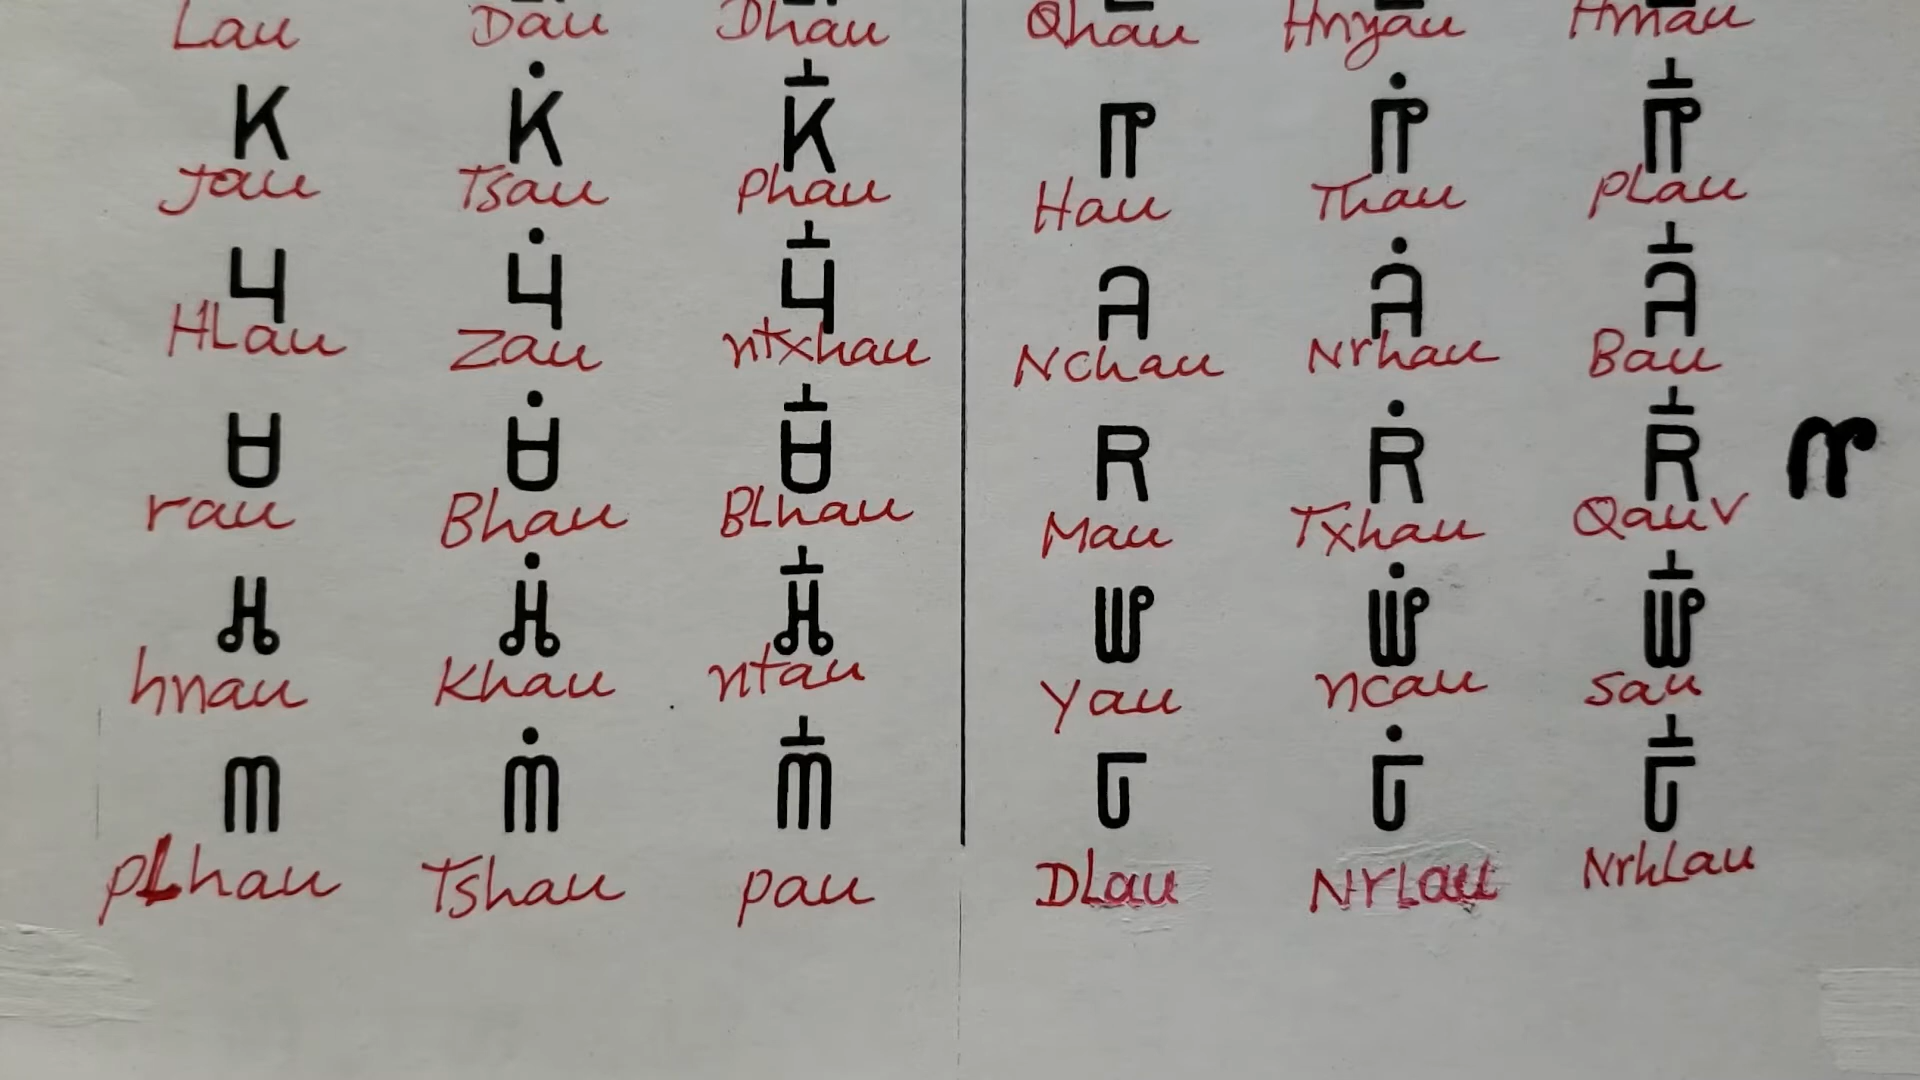 Lau Dau Dhau Qhau Hnyau Hmau
𖬯 𖬯𖬰 𖬯𖬵 𖬟 𖬟𖬰 𖬟𖬵
Jau Tsau phau Hau Thau pLau
𖬥 𖬥𖬰 𖬥𖬵 𖬨 𖬨𖬰 𖬨𖬵
HLau Zau ntxhau Nchau Nrhau Bau
𖬡 𖬡𖬰 𖬡𖬵 𖬦 𖬦𖬰 𖬦𖬵
rau Bhau BLhau Mau Txhau Qauv
𖬩 𖬩𖬰 𖬩𖬵 𖬤 𖬤𖬰 𖬤𖬵
hnau Khau ntau Yau ncau sau
𖬪 𖬪𖬰 𖬪𖬵 𖬠 𖬠𖬰 𖬠𖬵
pLhau Tshau pau DLau NrLau NrhLau